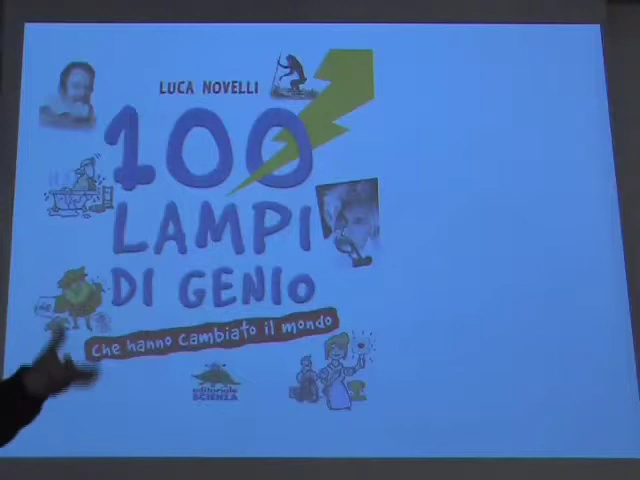 LUCA NOVELLI
100
LAMPI
DI GENIO
che hanno cambiato il mondo
editoriale
SCIENZA